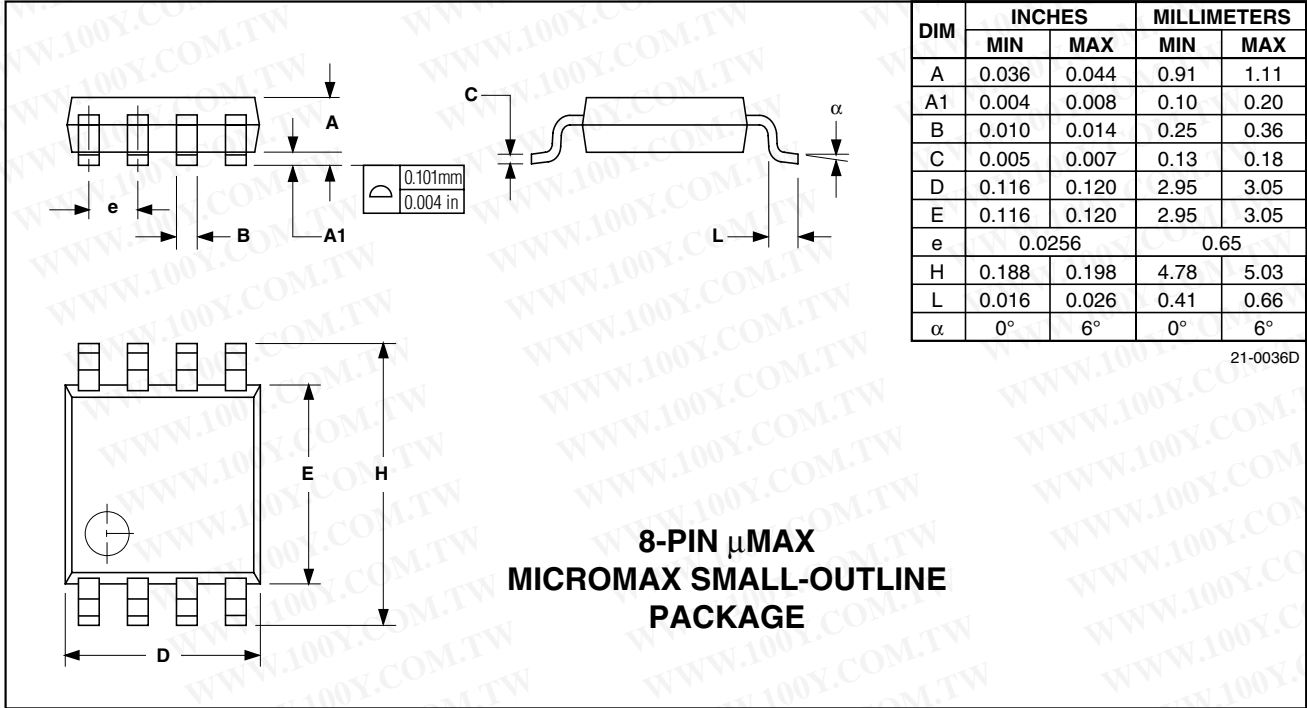 DIM INCHES MILLIMETERS
MIN MAX MIN MAX
A 0.036 0.044 0.91 1.11
A1 0.004 0.008 0.10 0.20
B 0.010 0.014 0.25 0.36
C 0.005 0.007 0.13 0.18
D 0.116 0.120 2.95 3.05
E 0.116 0.120 2.95 3.05
e 0.0256 0.65
H 0.188 0.198 4.78 5.03
L 0.016 0.026 0.41 0.66
α 0° 6° 0° 6°
21-0036D
C
α
A
0.101mm
0.004 in
e
B
A1
L
E
H
D
8-PIN μMAX
MICROMAX SMALL-OUTLINE
PACKAGE
WWW.100Y.COM.TW